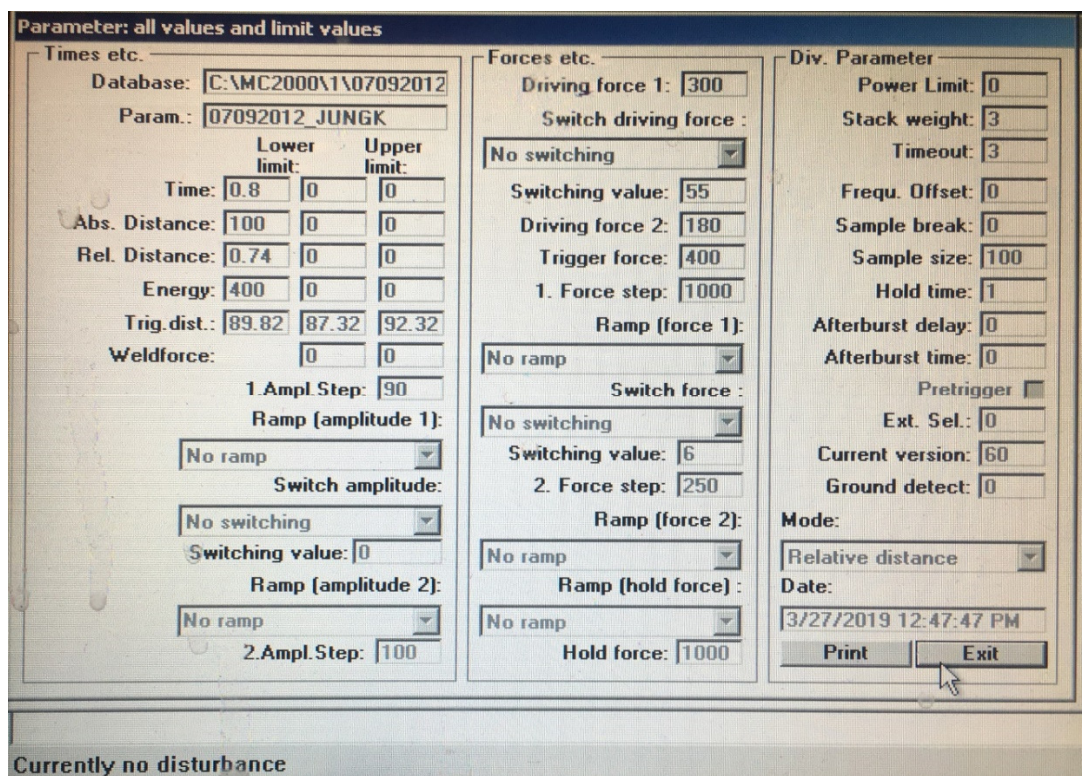 Parameter: all values and limit values
Times etc.
Database: C:\MC2000\1\07092012
Param.: 07092012_JUNGK
Lower limit: Upper limit:
Time: 0.8 0 0
Abs. Distance: 100 0 0
Rel. Distance: 0.74 0 0
Energy: 400 0 0
Trig.dist.: 89.82 87.32 92.32
Weldforce: 0 0
1.Ampl.Step: 90
Ramp (amplitude 1):
No ramp
Switch amplitude:
No switching
Switching value: 0
Ramp (amplitude 2):
No ramp
2.Ampl.Step: 100
Forces etc.
Driving force 1: 300
Switch driving force :
No switching
Switching value: 55
Driving force 2: 180
Trigger force: 400
1. Force step: 1000
Ramp (force 1):
No ramp
Switch force :
No switching
Switching value: 6
2. Force step: 250
Ramp (force 2):
No ramp
Ramp (hold force) :
No ramp
Hold force: 1000
Div. Parameter
Power Limit: 0
Stack weight: 3
Timeout: 3
Frequ. Offset: 0
Sample break: 0
Sample size: 100
Hold time: 1
Afterburst delay: 0
Afterburst time: 0
Pretrigger
Ext. Sel.: 0
Current version: 60
Ground detect: 0
Mode:
Relative distance
Date:
3/27/2019 12:47:47 PM
Print Exit
Currently no disturbance